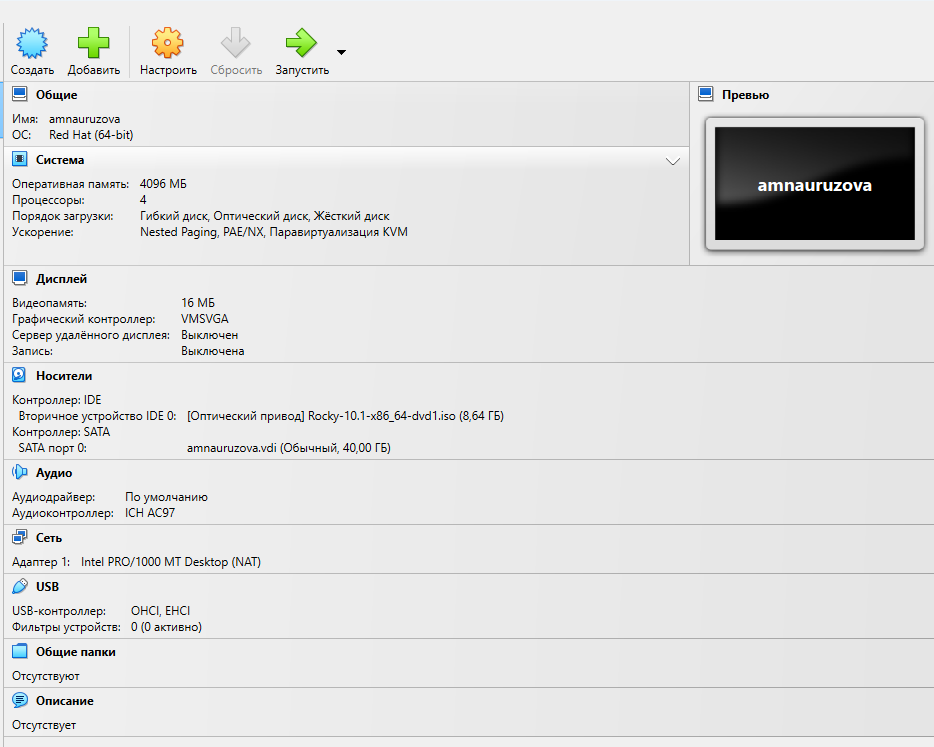 Создать Добавить Настроить Сбросить Запустить
Общие
Имя: amnauruzova
ОС: Red Hat (64-bit)
Превью
amnauruzova
Система
Оперативная память: 4096 МБ
Процессоры: 4
Порядок загрузки: Гибкий диск, Оптический диск, Жёсткий диск
Ускорение: Nested Paging, PAE/NX, Паравиртуализация KVM
Дисплей
Видеопамять: 16 МБ
Графический контроллер: VMSVGA
Сервер удалённого дисплея: Выключен
Запись: Выключена
Носители
Контроллер: IDE
Вторичное устройство IDE 0: [Оптический привод] Rocky-10.1-x86_64-dvd1.iso (8,64 ГБ)
Контроллер: SATA
SATA порт 0: amnauruzova.vdi (Обычный, 40,00 ГБ)
Аудио
Аудиодрайвер: По умолчанию
Аудиоконтроллер: ICH AC97
Сеть
Адаптер 1: Intel PRO/1000 MT Desktop (NAT)
USB
USB-контроллер: OHCI, EHCI
Фильтры устройств: 0 (0 активно)
Общие папки
Отсутствуют
Описание
Отсутствует